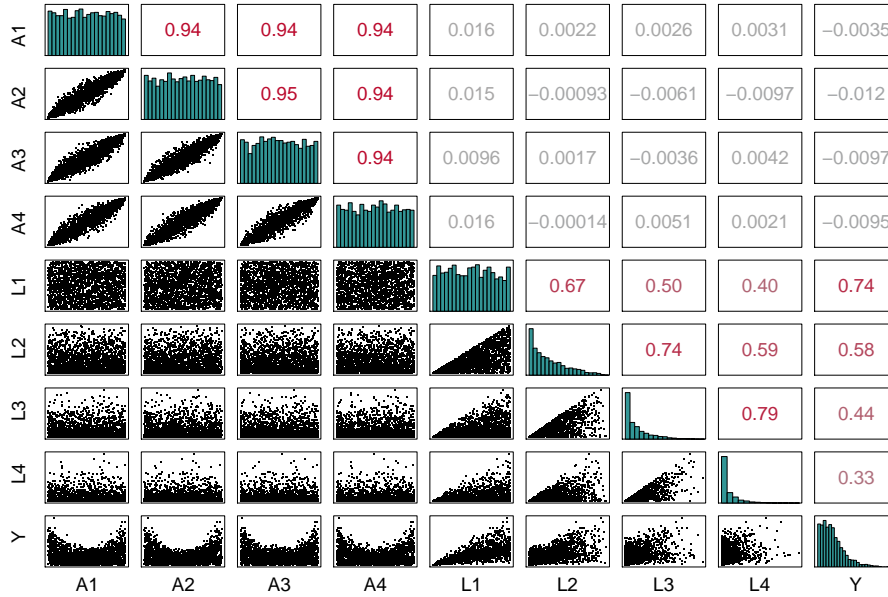 A1 0.94 0.94 0.94 0.016 0.0022 0.0026 0.0031 −0.0035
A2 0.95 0.94 0.015 −0.00093 −0.0061 −0.0097 −0.012
A3 0.94 0.0096 0.0017 −0.0036 0.0042 −0.0097
A4 0.016 −0.00014 0.0051 0.0021 −0.0095
L1 0.67 0.50 0.40 0.74
L2 0.74 0.59 0.58
L3 0.79 0.44
L4 0.33
Y
A1 A2 A3 A4 L1 L2 L3 L4 Y